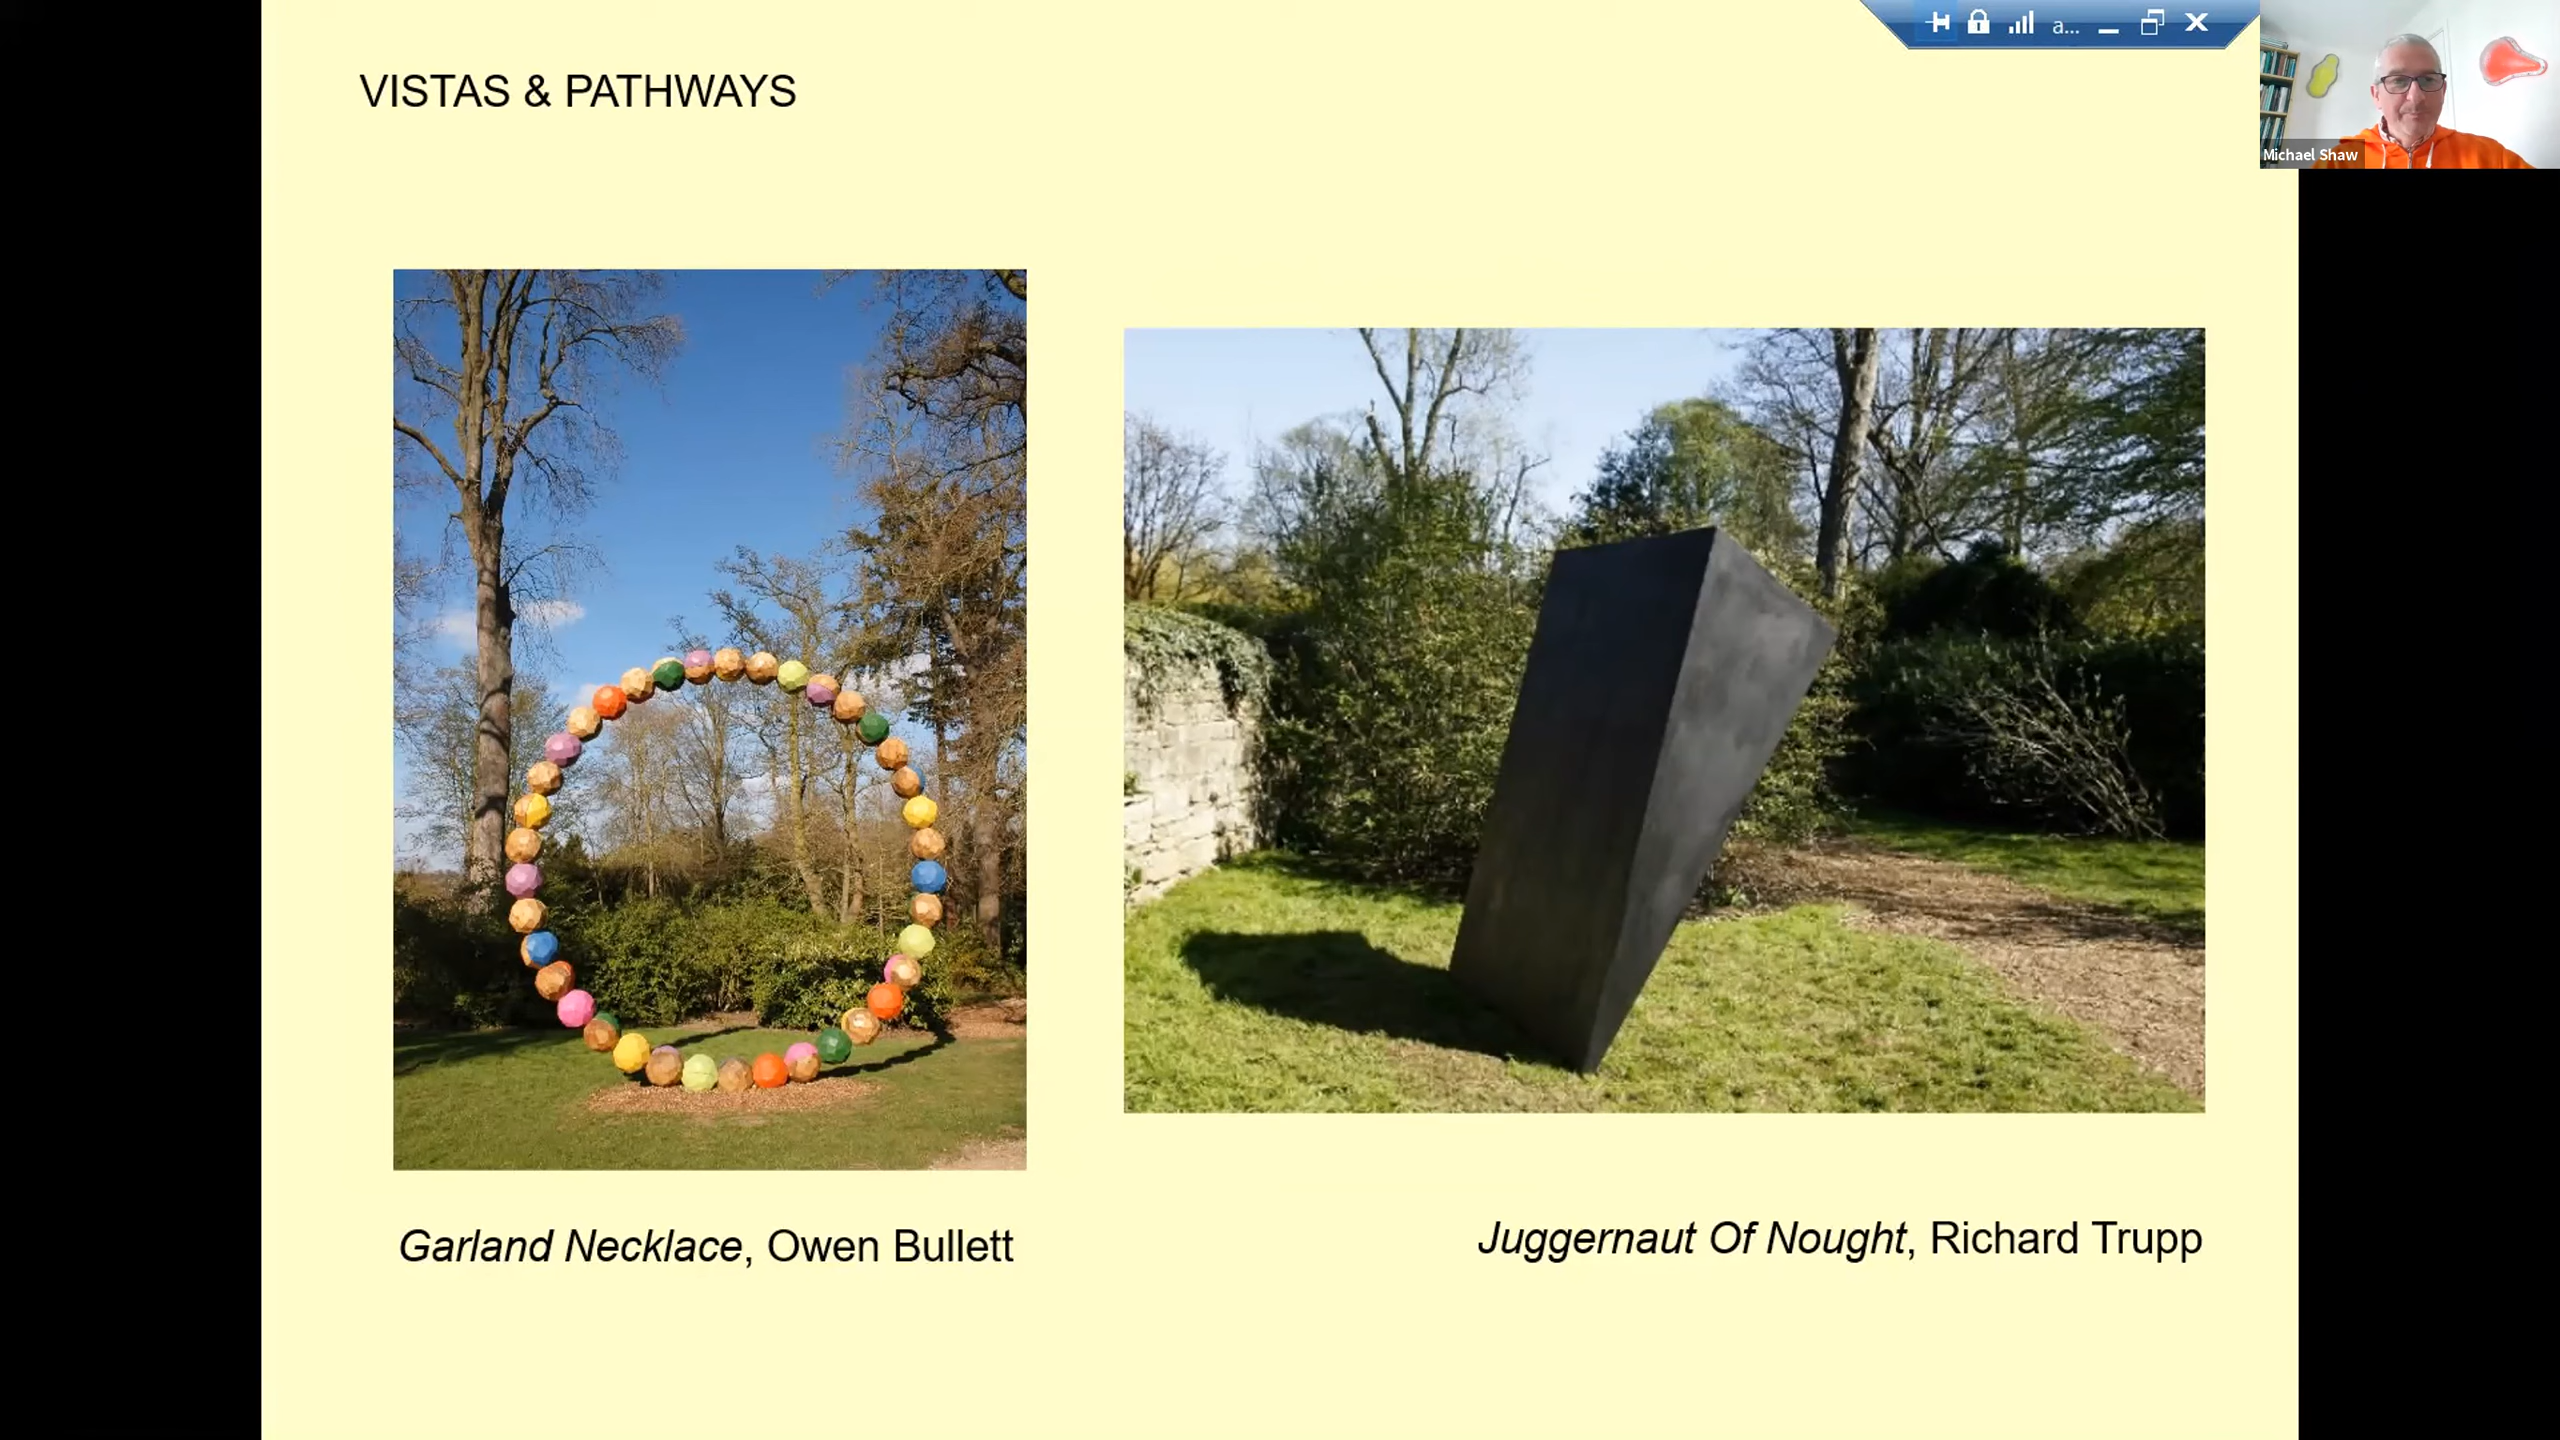 VISTAS & PATHWAYS
a...
Michael Shaw
Garland Necklace, Owen Bullett
Juggernaut Of Nought, Richard Trupp